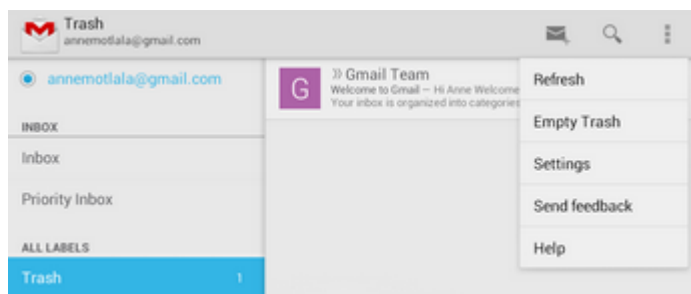 Trash
annemotlala@gmail.com
annemotlala@gmail.com
INBOX
Inbox
Priority Inbox
ALL LABELS
Trash 1
G
» Gmail Team
Welcome to Gmail – Hi Anne Welcome
Your inbox is organized into categories
Refresh
Empty Trash
Settings
Send feedback
Help